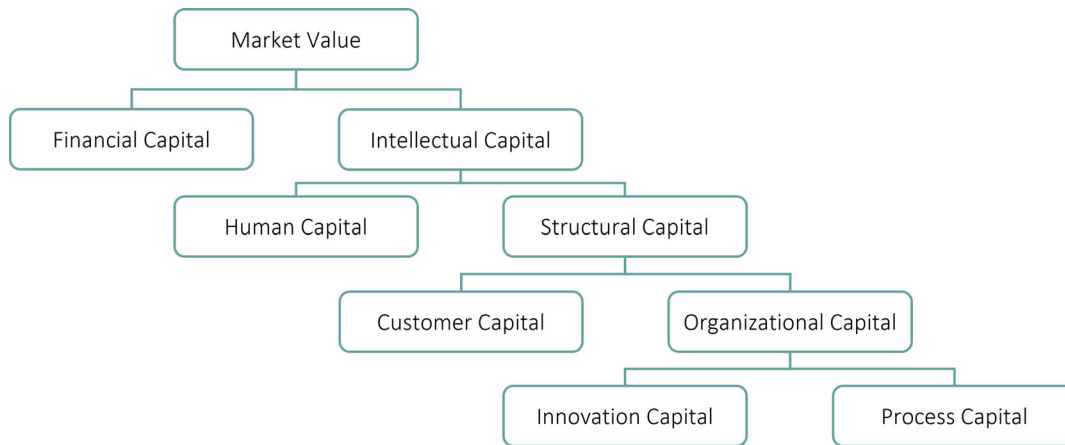 Market Value
Financial Capital
Intellectual Capital
Human Capital
Structural Capital
Customer Capital
Organizational Capital
Innovation Capital
Process Capital